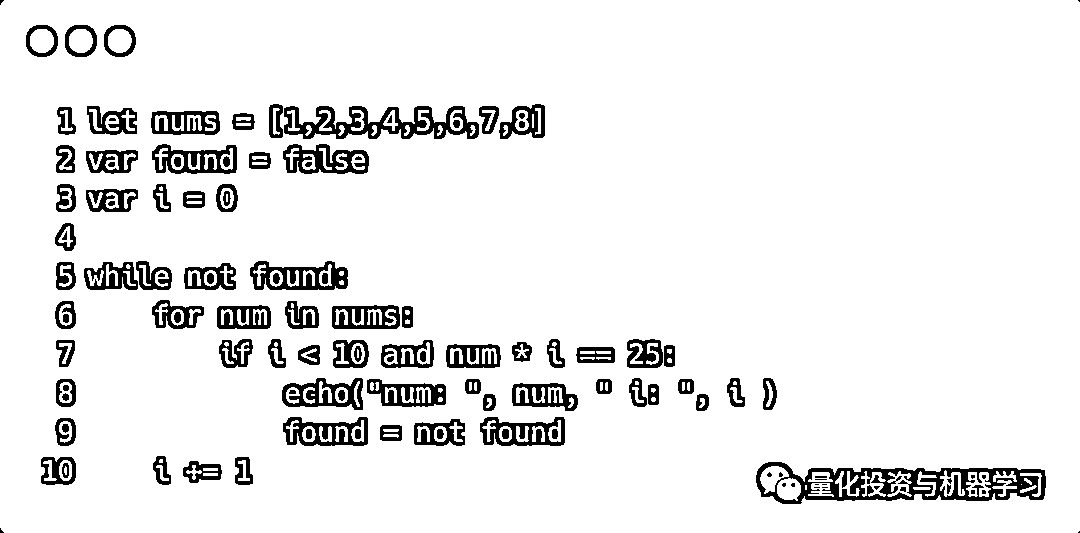 1 let nums = [1,2,3,4,5,6,7,8]
2 var found = false
3 var i = 0
4
5 while not found:
6     for num in nums:
7         if i < 10 and num * i == 25:
8             echo("num: ", num, " i: ", i )
9             found = not found
10     i += 1
量化投资与机器学习